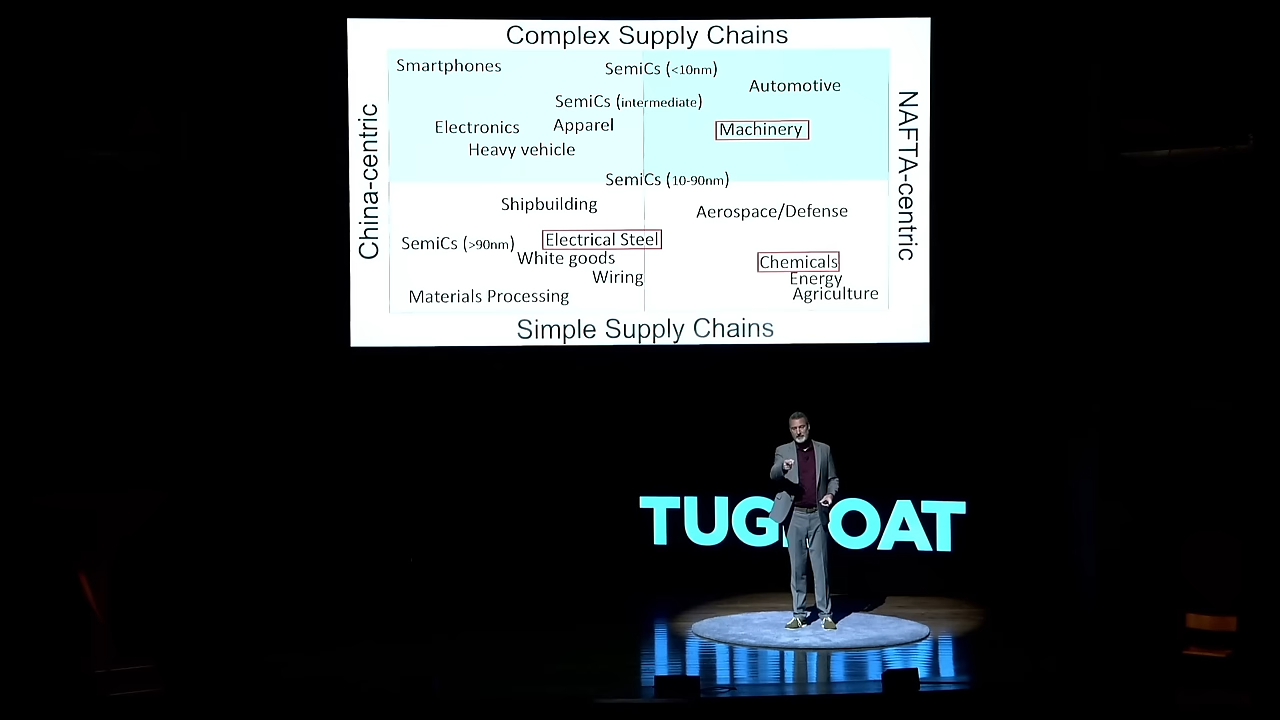 Complex Supply Chains
Smartphones
SemiCs (<10nm)
Automotive
SemiCs (intermediate)
Electronics
Apparel
Machinery
Heavy vehicle
China-centric
NAFTA-centric
SemiCs (10-90nm)
Shipbuilding
Aerospace/Defense
SemiCs (>90nm)
Electrical Steel
White goods
Chemicals
Wiring
Energy
Materials Processing
Agriculture
Simple Supply Chains
TUG OAT